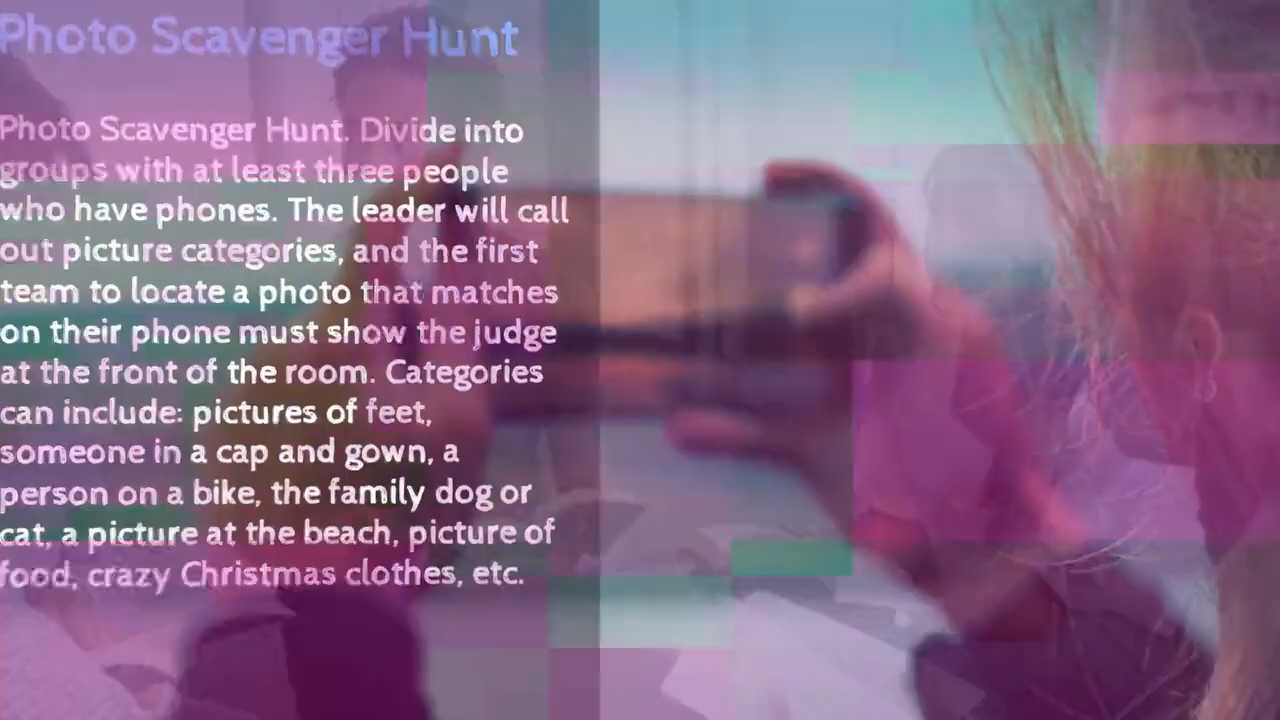 Photo Scavenger Hunt
Photo Scavenger Hunt. Divide into
groups with at least three people
who have phones. The leader will call
out picture categories, and the first
team to locate a photo that matches
on their phone must show the judge
at the front of the room. Categories
can include: pictures of feet,
someone in a cap and gown, a
person on a bike, the family dog or
cat, a picture at the beach, picture of
food, crazy Christmas clothes, etc.